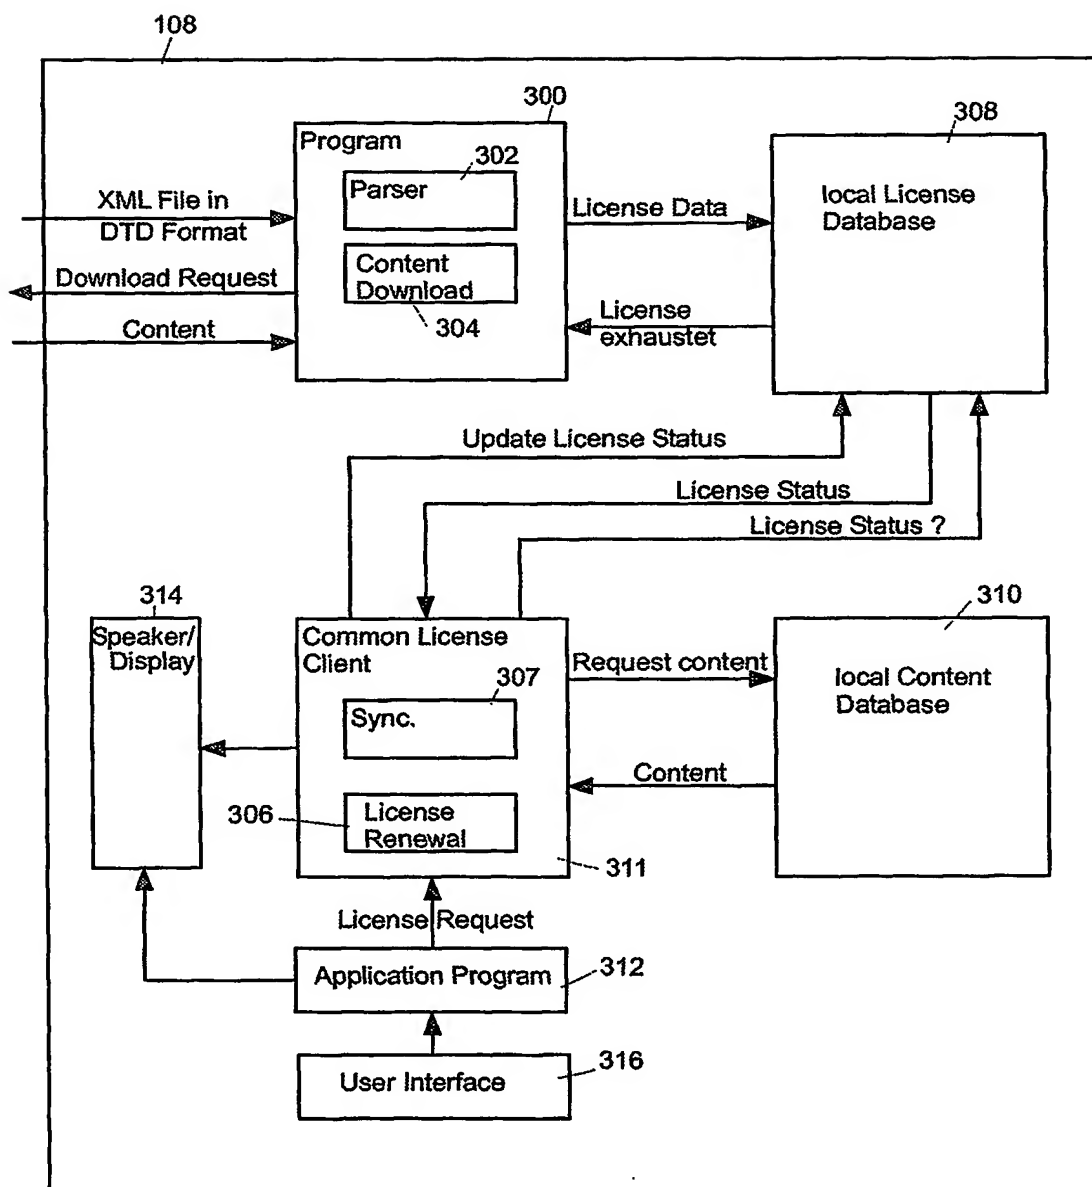 108
300
Program
302
Parser
Content
Download
304
XML File in
DTD Format
Download Request
Content
License Data
License
exhaustet
308
local License
Database
Update License Status
License Status
License Status ?
314
Speaker/
Display
Common License
Client
307
Sync.
306
License
Renewal
311
Request content
Content
310
local Content
Database
License Request
Application Program
312
User Interface
316